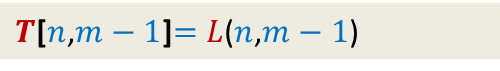 T[n,m − 1]= L(n,m − 1)